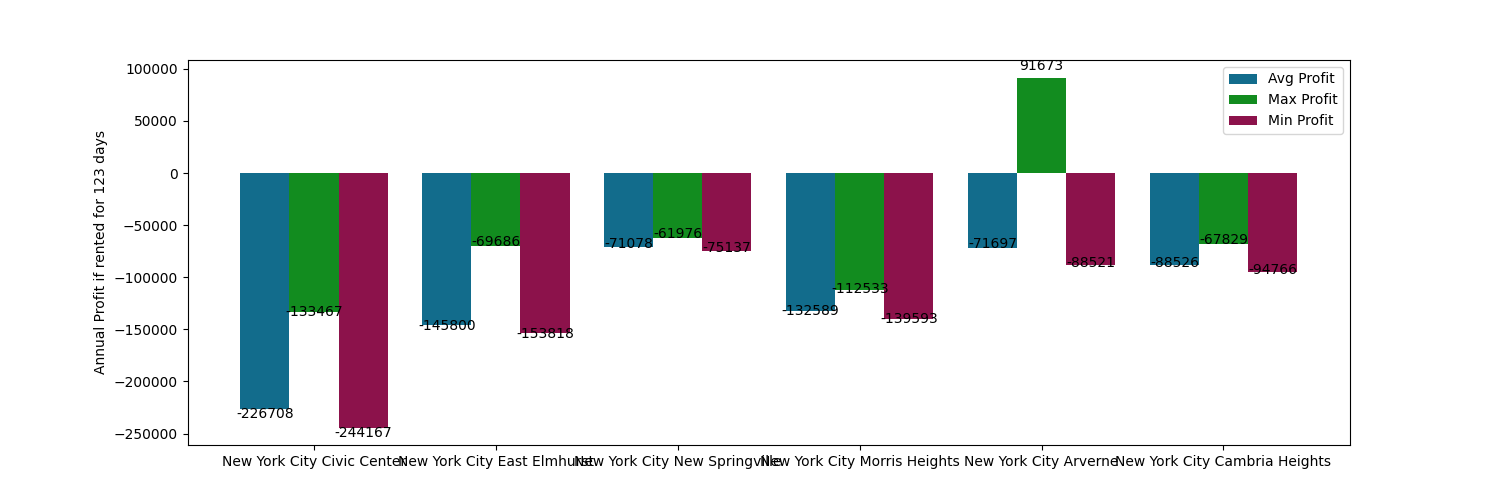 Annual Profit if rented for 123 days
100000
50000
0
−50000
−100000
−150000
−200000
−250000
Avg Profit
Max Profit
Min Profit
-226708
-133467
-244167
-145800
-69686
-153818
-71078
-61976
-75137
-132589
-112533
-139593
-71697
91673
-88521
-88526
-67829
-94766
New York City Civic Center
New York City East Elmhurst
New York City New Springville
New York City Morris Heights
New York City Arverne
New York City Cambria Heights